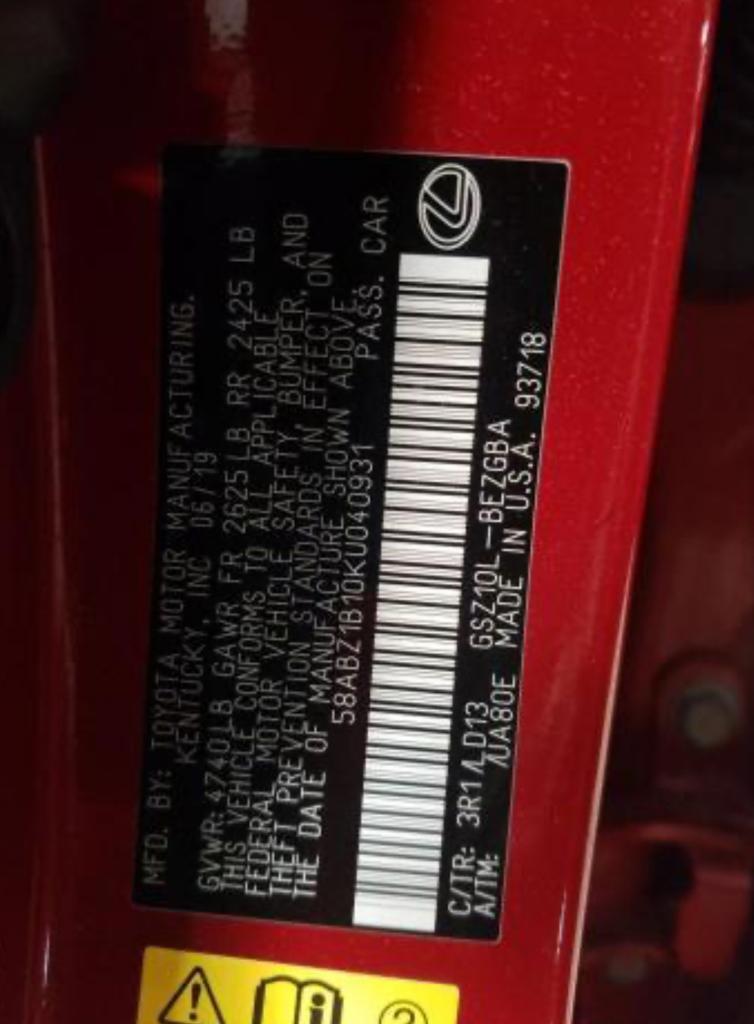 MFD. BY: TOYOTA MOTOR MANUFACTURING.
KENTUCKY, INC 06/19
GVWR: 4740LB GAWR FR 2625 LB RR 2425 LB
THIS VEHICLE CONFORMS TO ALL APPLICABLE
FEDERAL MOTOR VEHICLE SAFETY, BUMPER, AND
THEFT PREVENTION STANDARDS IN EFFECT ON
THE DATE OF MANUFACTURE SHOWN ABOVE.
58ABZ1B10KU040931 PASS. CAR
C/TR: 3R1/LD13 GSZ10L-BEZGBA
A/TM: /UA80E MADE IN U.S.A. 93718